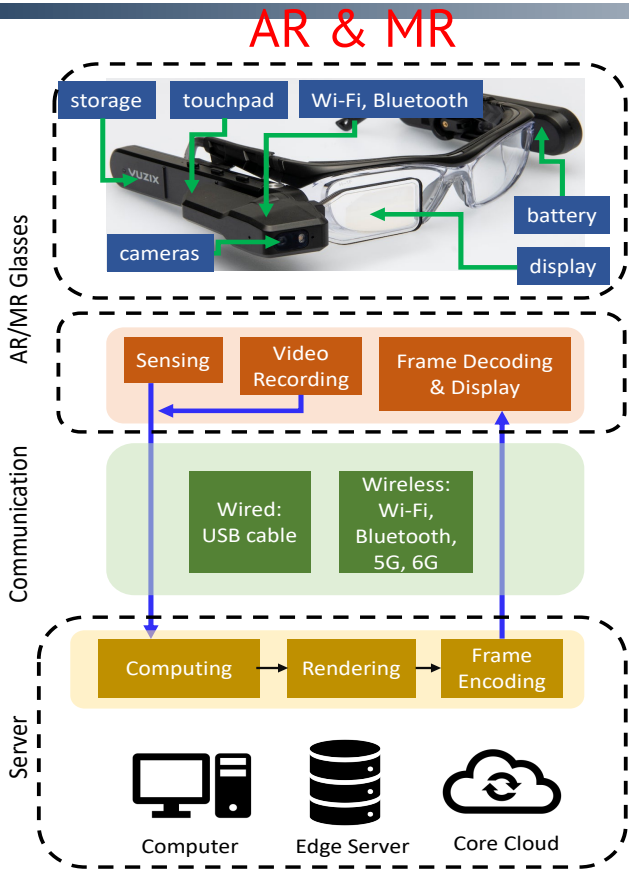 AR & MR
storage
touchpad
Wi-Fi, Bluetooth
VUZIX
cameras
battery
display
AR/MR Glasses
Sensing
Video
Recording
Frame Decoding
& Display
Communication
Wired:
USB cable
Wireless:
Wi-Fi,
Bluetooth,
5G, 6G
Server
Computing
Rendering
Frame
Encoding
Computer
Edge Server
Core Cloud